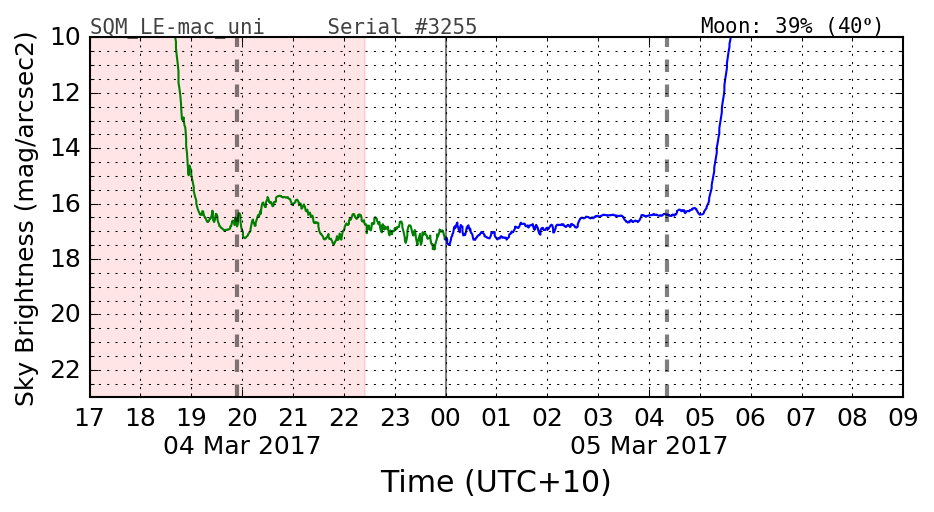 SQM_LE-mac_uni Serial #3255 Moon: 39% (40°)
Sky Brightness (mag/arcsec2)
10
12
14
16
18
20
22
17 18 19 20 21 22 23 00 01 02 03 04 05 06 07 08 09
04 Mar 2017 05 Mar 2017
Time (UTC+10)